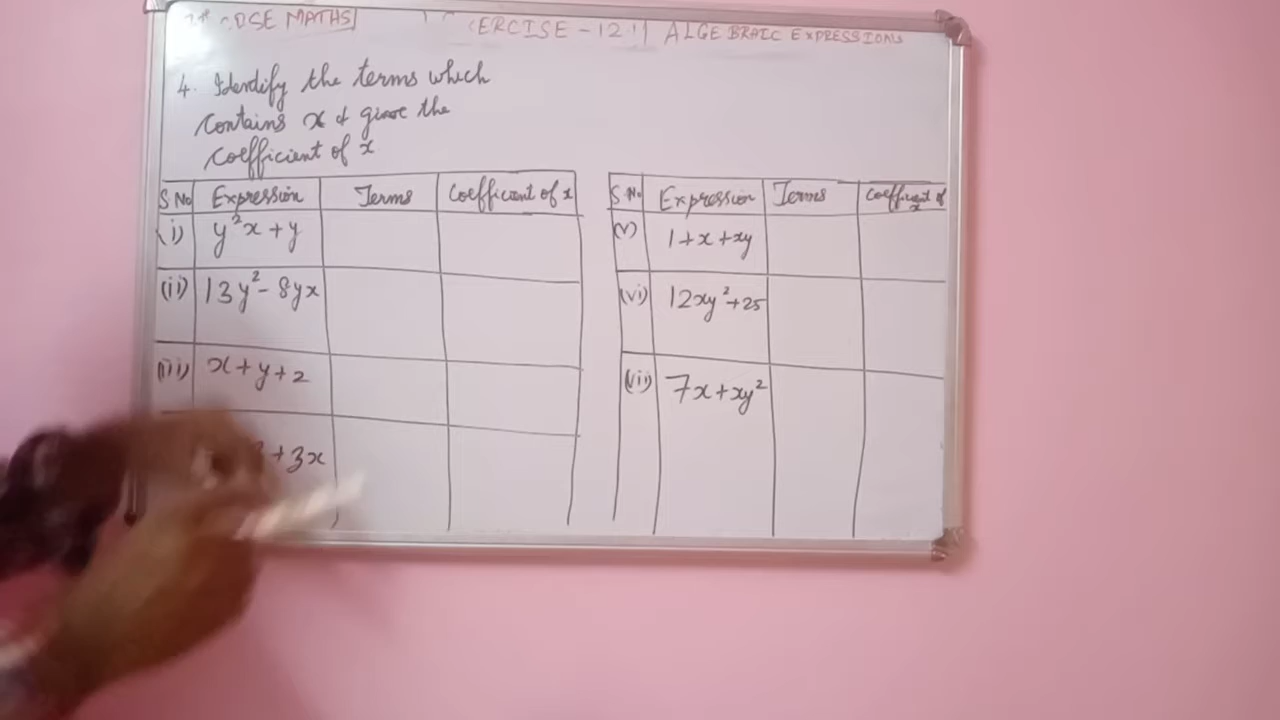 CBSE MATHS
ERCISE - 12.1 ALGEBRAIC EXPRESSIONS
4. Identify the terms which
contains x & give the
coefficient of x
S No Expression Terms Coefficient of x
(i) y²x + y
(ii) 13y² - 8yx
(iii) x + y + 2
+ 3x
S No Expression Terms Coefficient of x
(v) 1 + x + xy
(vi) 12xy² + 25
(vii) 7x + xy²